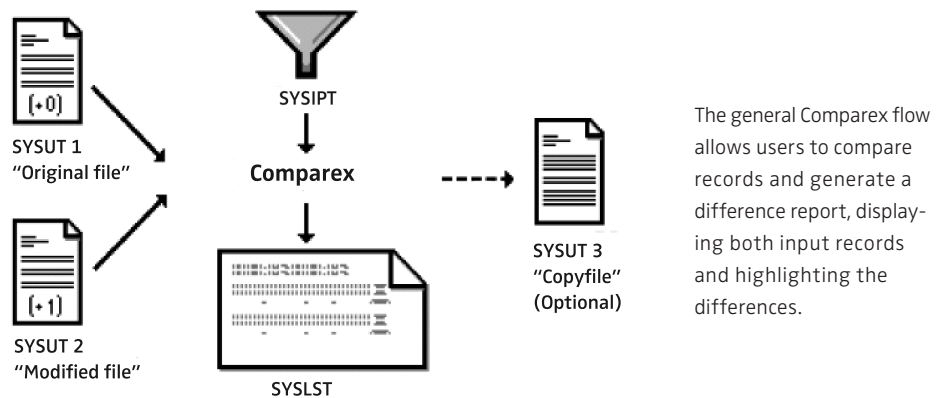 (+0)
SYSUT 1
“Original file”
(+1)
SYSUT 2
“Modified file”
SYSIPT
Comparex
SYSLST
SYSUT 3
“Copyfile”
(Optional)
The general Comparex flow
allows users to compare
records and generate a
difference report, display-
ing both input records
and highlighting the
differences.